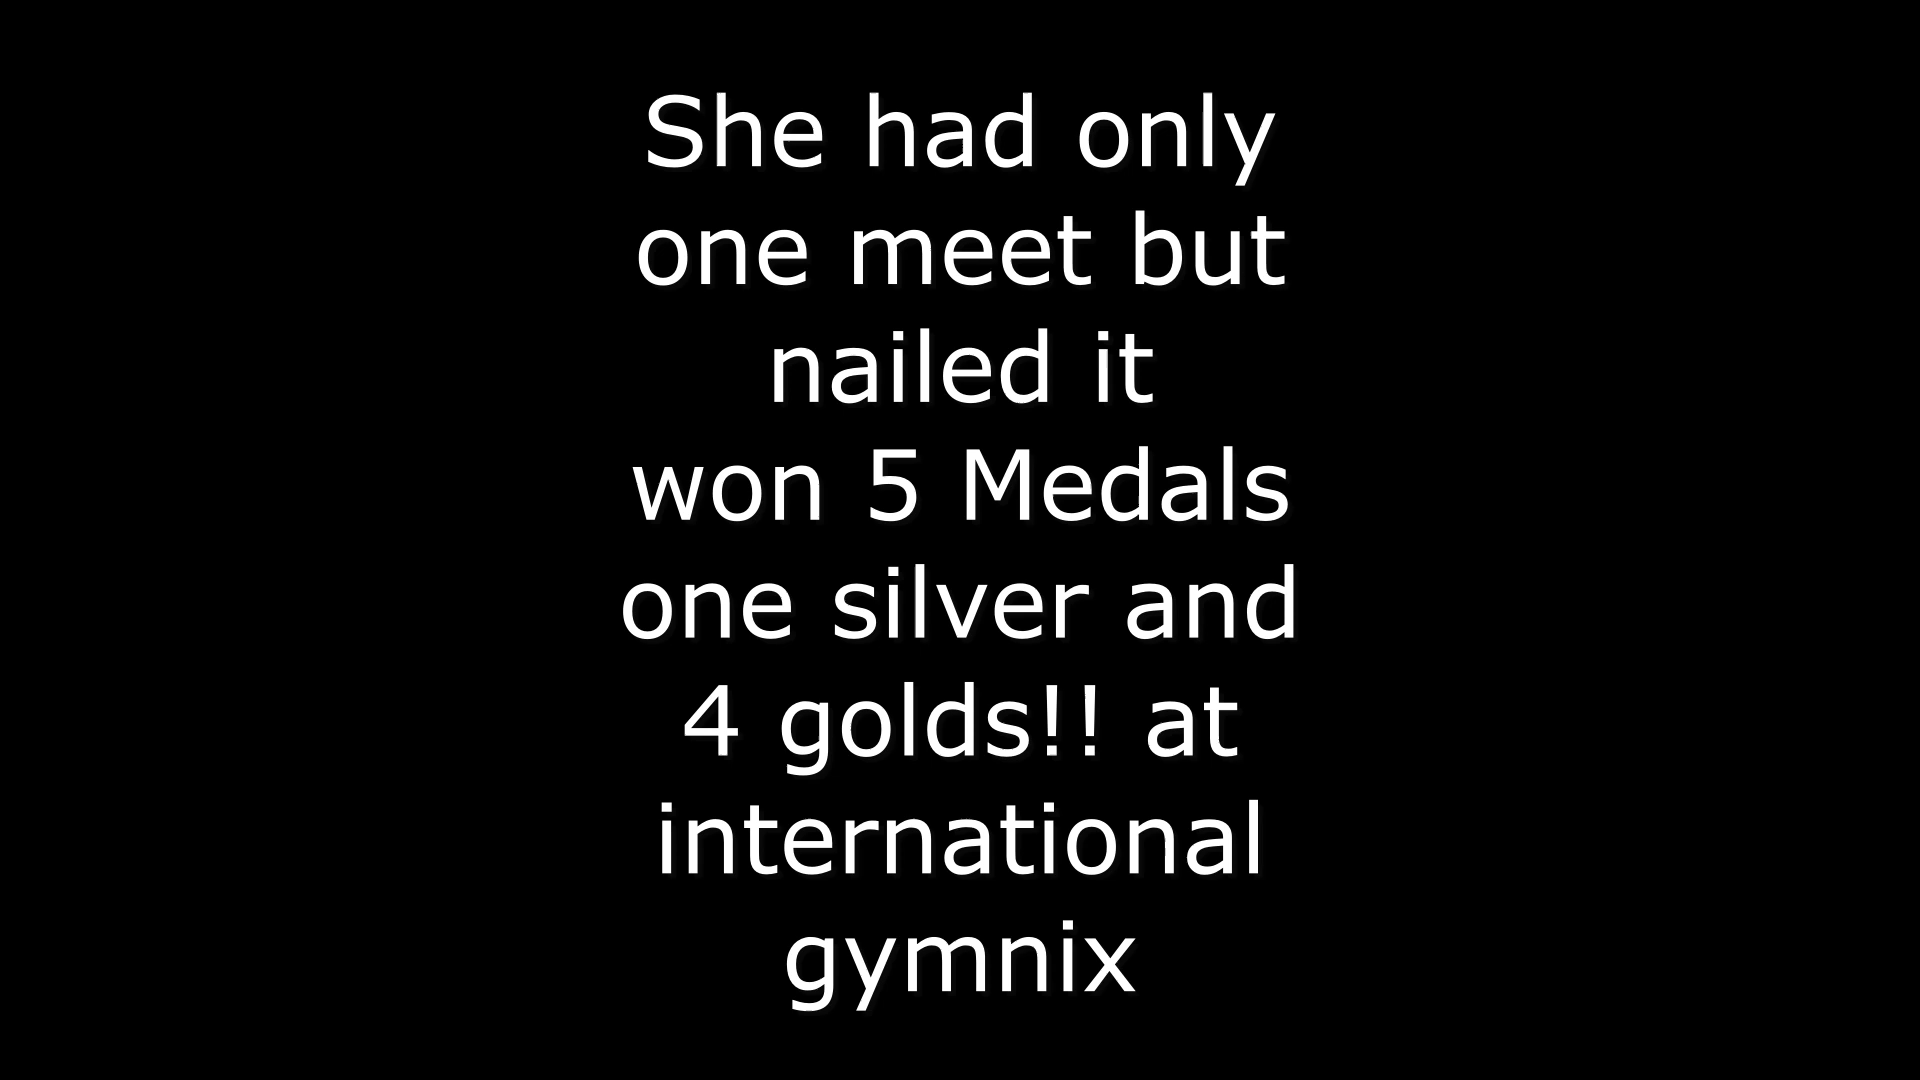 She had only
one meet but
nailed it
won 5 Medals
one silver and
4 golds!! at
international
gymnix